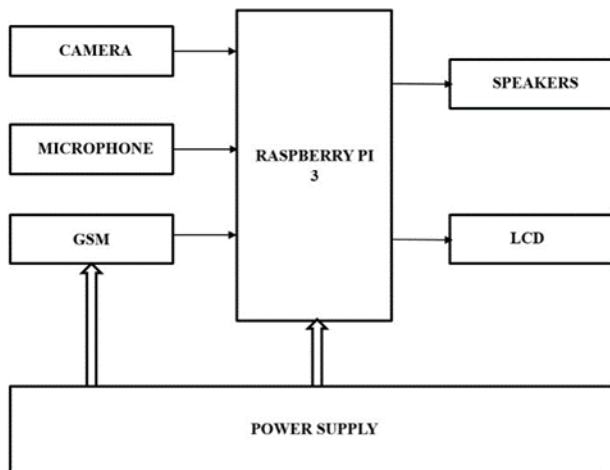 CAMERA
MICROPHONE
GSM
RASPBERRY PI
3
SPEAKERS
LCD
POWER SUPPLY